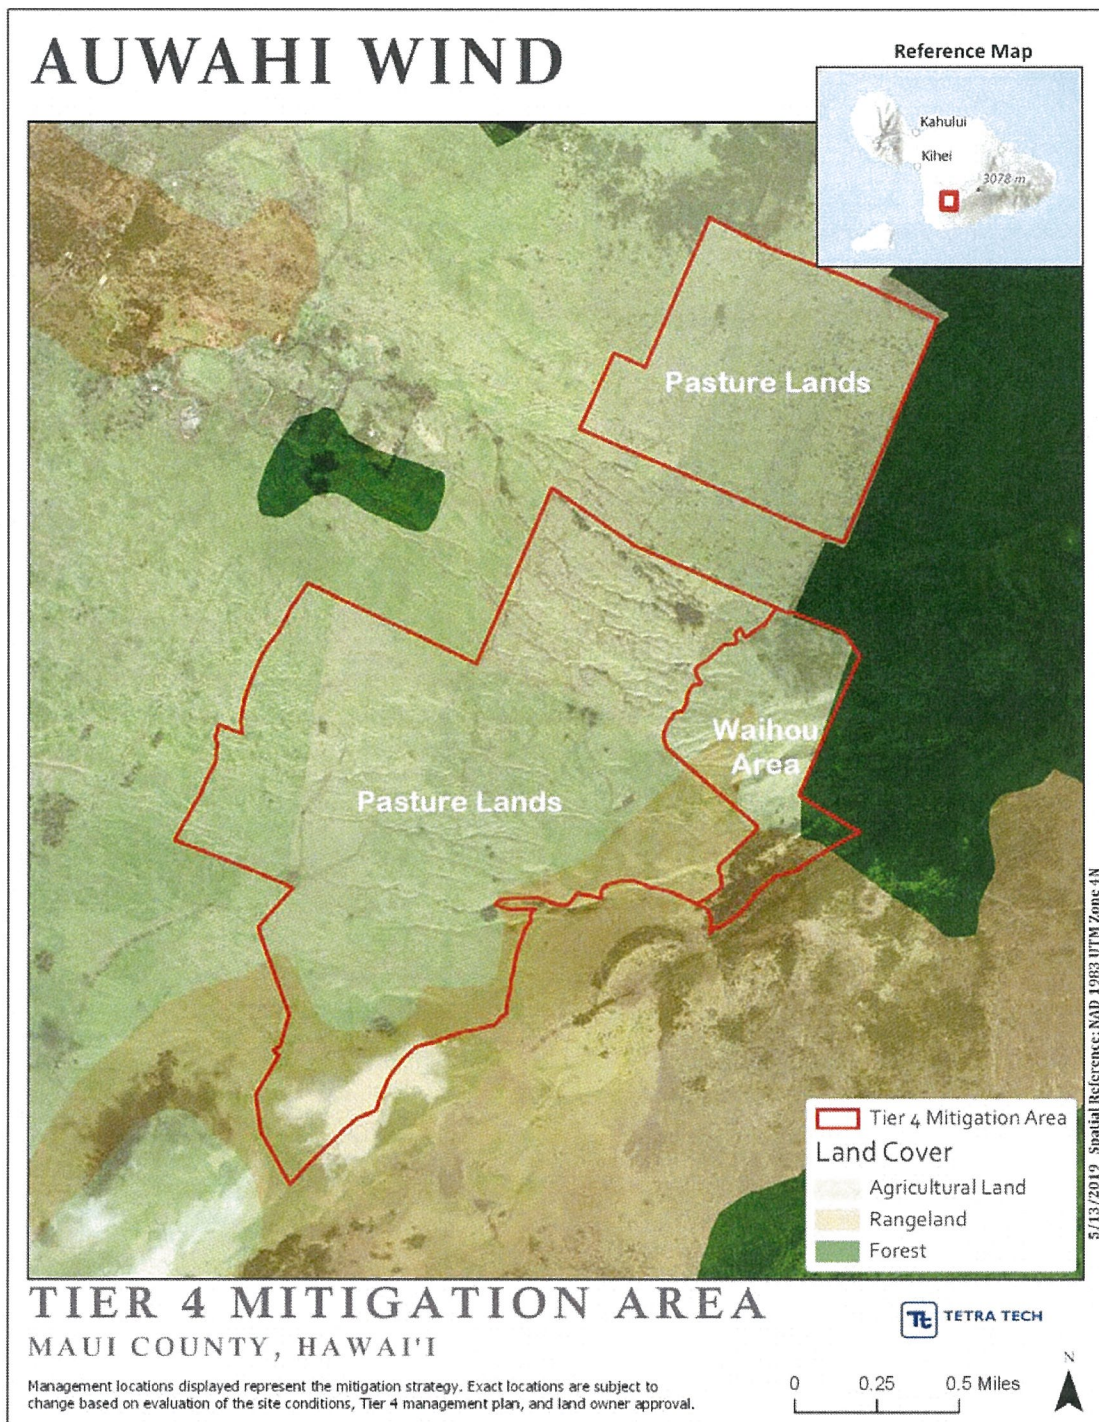 AUWAHI WIND
Reference Map
Kahului
Kihei
3078 m
Pasture Lands
Waihou
Area
Pasture Lands
Tier 4 Mitigation Area
Land Cover
Agricultural Land
Rangeland
Forest
5/13/2019 Spatial Reference: NAD 1983 UTM Zone 4N
TIER 4 MITIGATION AREA
MAUI COUNTY, HAWAI'I
Tt TETRA TECH
Management locations displayed represent the mitigation strategy. Exact locations are subject to
change based on evaluation of the site conditions, Tier 4 management plan, and land owner approval.
0 0.25 0.5 Miles
N